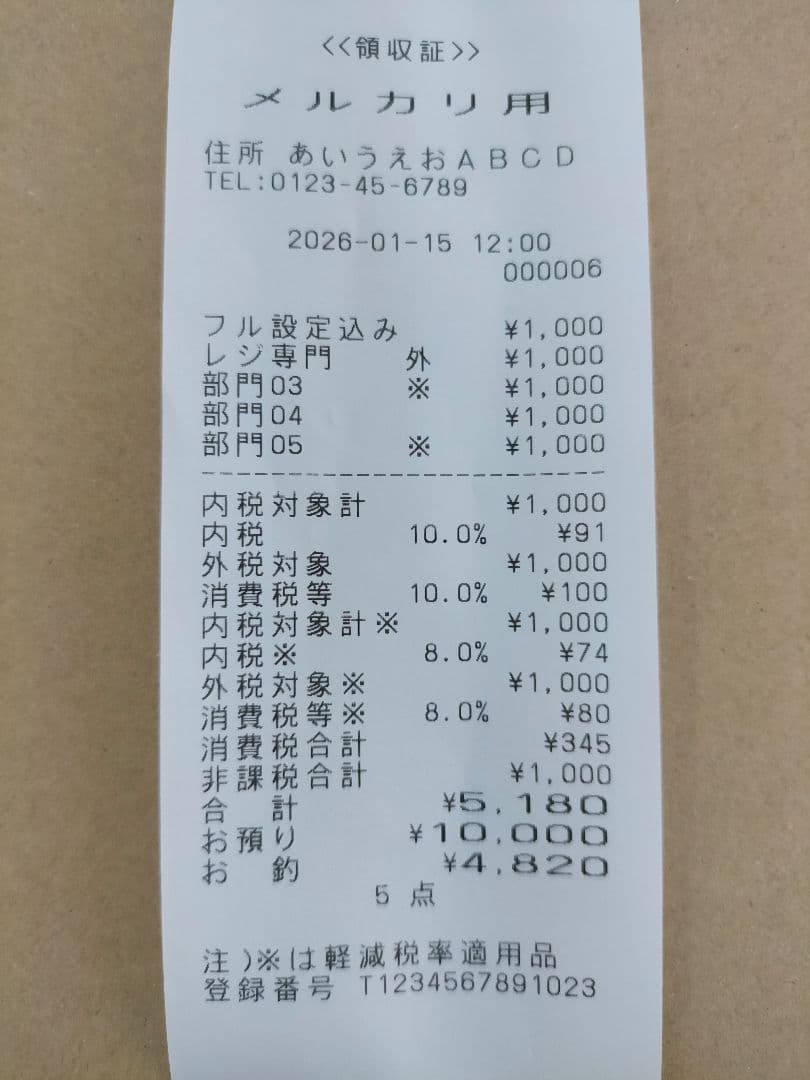 <<領収証>>
メルカリ用
住所 あいうえおABCD
TEL:0123-45-6789
2026-01-15 12:00
000006
フル設定込み ¥1,000
レジ専門 外 ¥1,000
部門03 ※ ¥1,000
部門04 ¥1,000
部門05 ※ ¥1,000
内税対象計 ¥1,000
内税 10.0% ¥91
外税対象 ¥1,000
消費税等 10.0% ¥100
内税対象計※ ¥1,000
内税※ 8.0% ¥74
外税対象※ ¥1,000
消費税等※ 8.0% ¥80
消費税合計 ¥345
非課税合計 ¥1,000
合 計 ¥5,180
お預り ¥10,000
お 釣 ¥4,820
5 点
注)※は軽減税率適用品
登録番号 T1234567891023